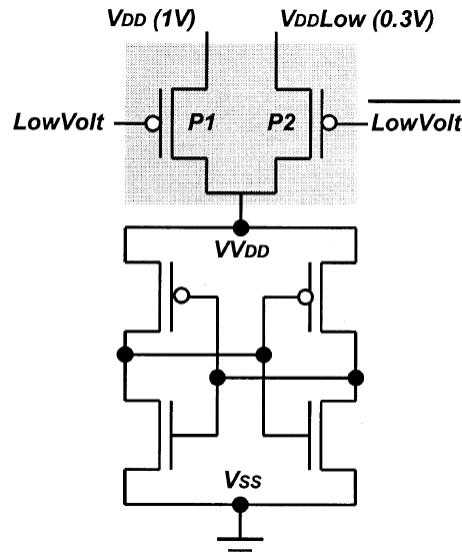 VDD (1V) VDDLow (0.3V)
LowVolt P1 P2 LowVolt
VVDD
VSS